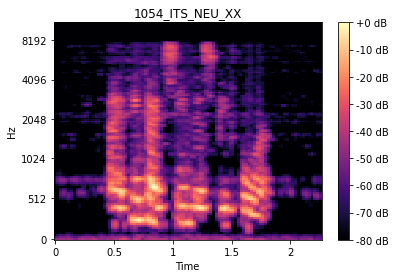 1054_ITS_NEU_XX
8192
4096
2048
1024
512
0
Hz
0
0.5
1
1.5
2
Time
+0 dB
-10 dB
-20 dB
-30 dB
-40 dB
-50 dB
-60 dB
-70 dB
-80 dB